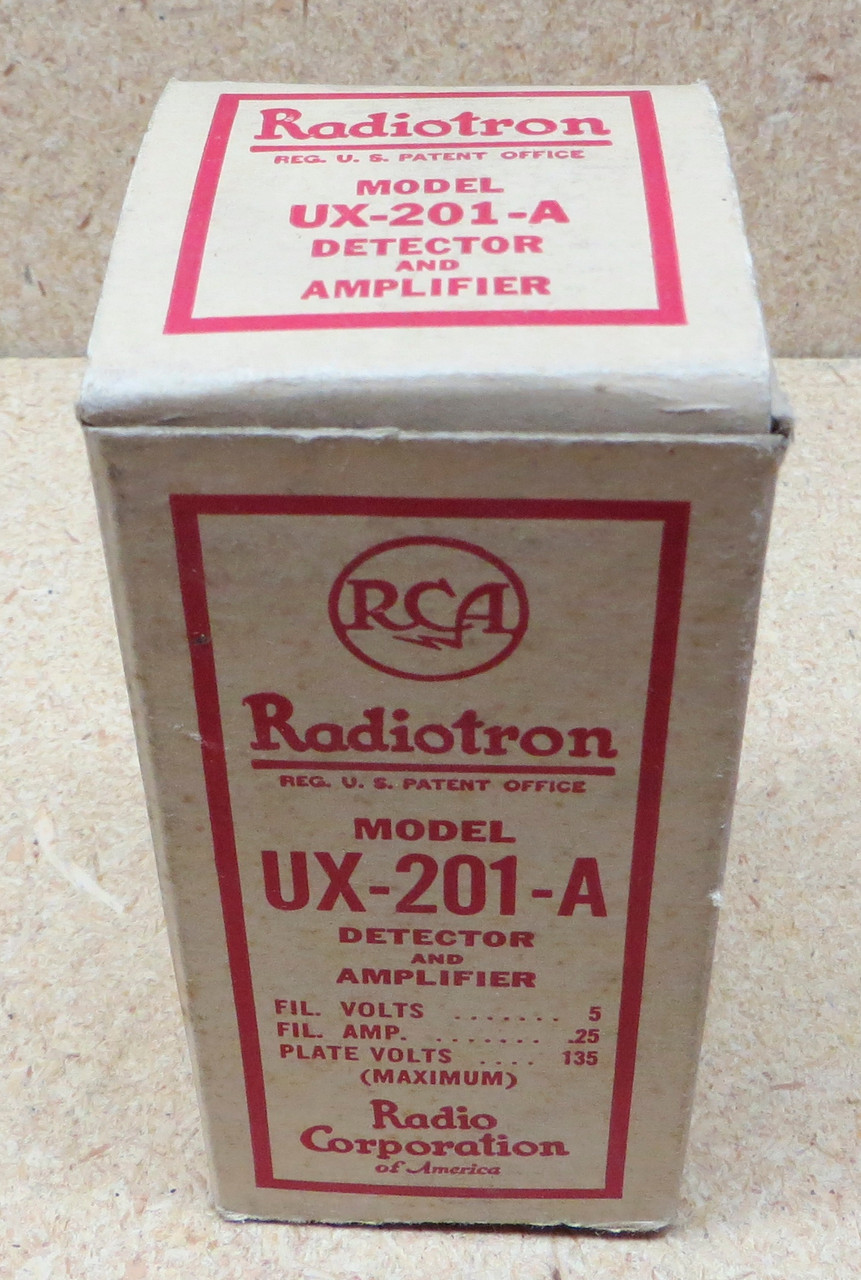 Radiotron
REG. U. S. PATENT OFFICE
MODEL
UX-201-A
DETECTOR
AND
AMPLIFIER
RCA
Radiotron
REG. U. S. PATENT OFFICE
MODEL
UX-201-A
DETECTOR
AND
AMPLIFIER
FIL. VOLTS ....... 5
FIL. AMP. ....... .25
PLATE VOLTS .... 135
(MAXIMUM)
Radio
Corporation
of America